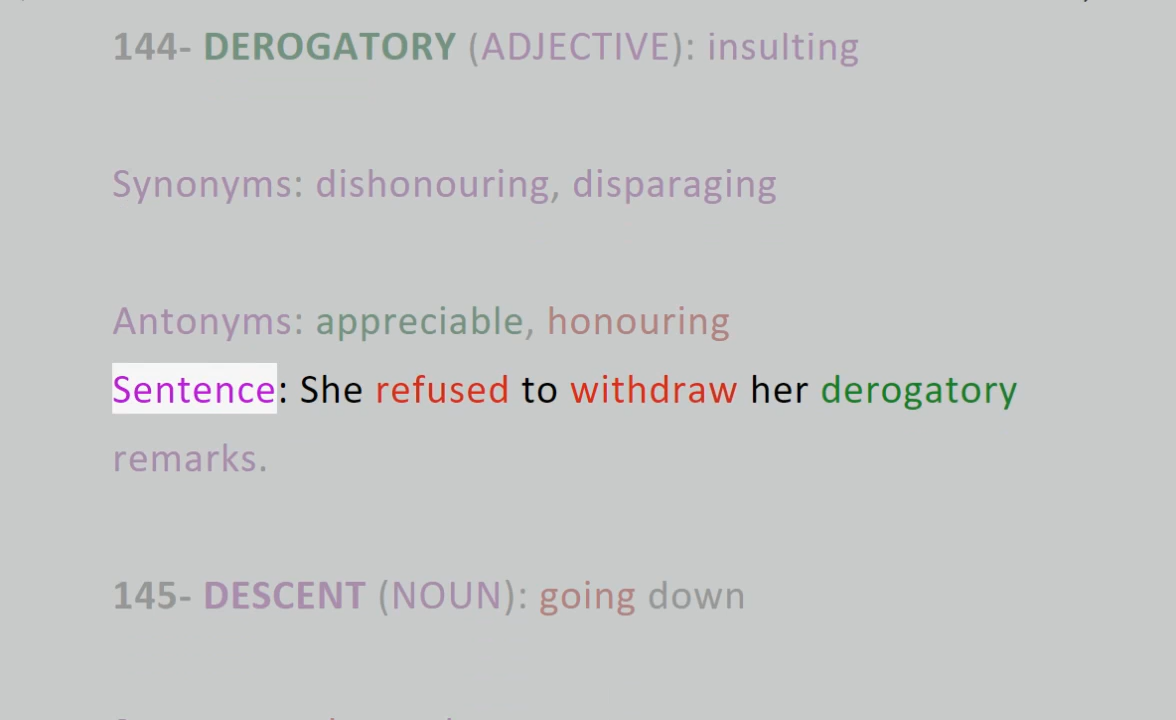 144- DEROGATORY (ADJECTIVE): insulting
Synonyms: dishonouring, disparaging
Antonyms: appreciable, honouring
Sentence: She refused to withdraw her derogatory
remarks.
145- DESCENT (NOUN): going down